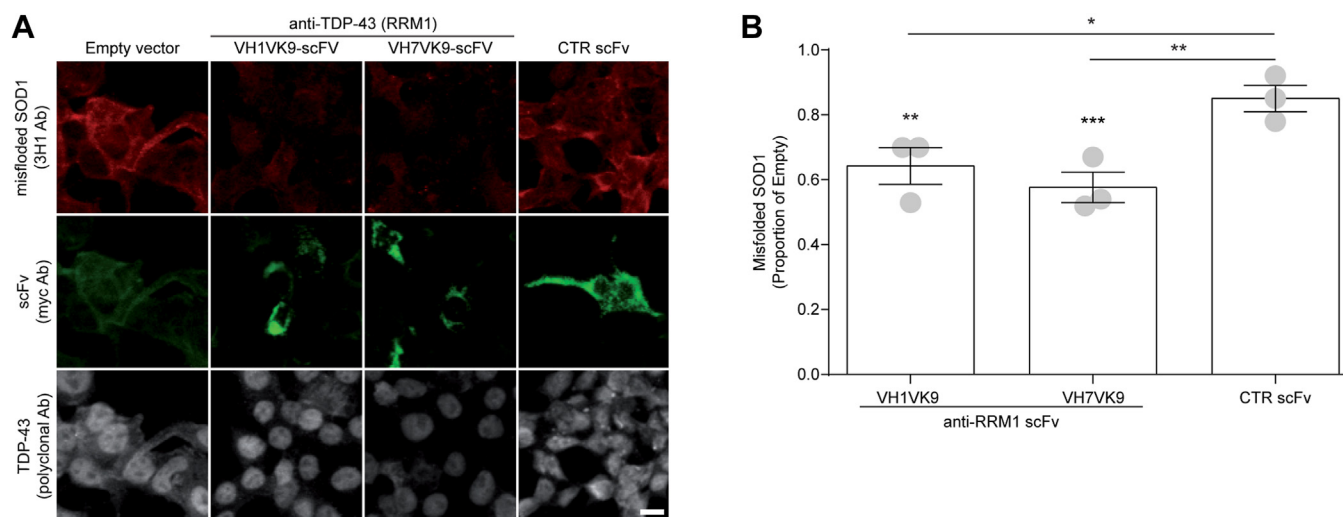 A
anti-TDP-43 (RRM1)
Empty vector
VH1VK9-scFV
VH7VK9-scFV
CTR scFv
misfloded SOD1
(3H1 Ab)
scFv
(myc Ab)
TDP-43
(polyclonal Ab)
B
*
**
**
***
Misfolded SOD1
(Proportion of Empty)
1.0
0.8
0.6
0.4
0.2
0.0
VH1VK9
VH7VK9
CTR scFv
anti-RRM1 scFv